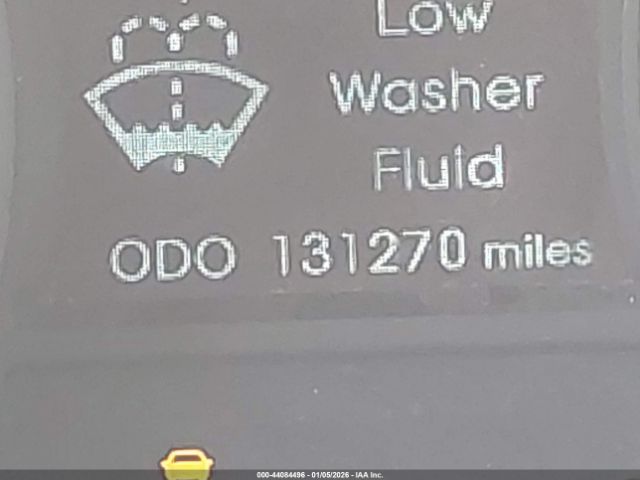 Low
Washer
Fluid
ODO 131270 miles
000-44084496 - 01/05/2026 - IAA Inc.